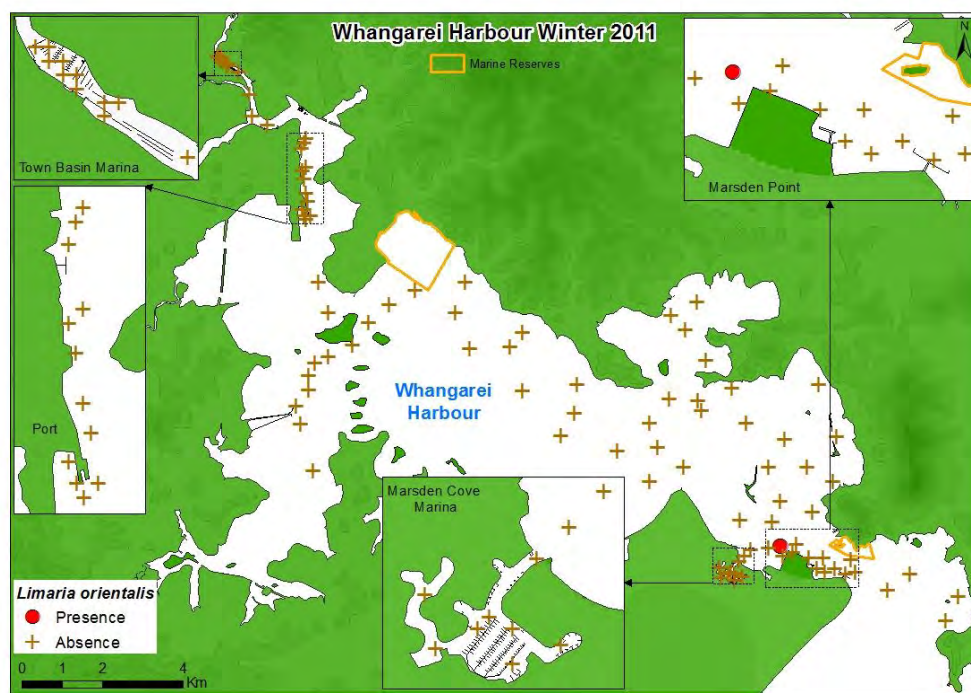 Whangarei Harbour Winter 2011
Marine Reserves
N
Town Basin Marina
Marsden Point
Port
Whangarei
Harbour
Marsden Cove
Marina
Limaria orientalis
Presence
Absence
0 1 2 4
Km